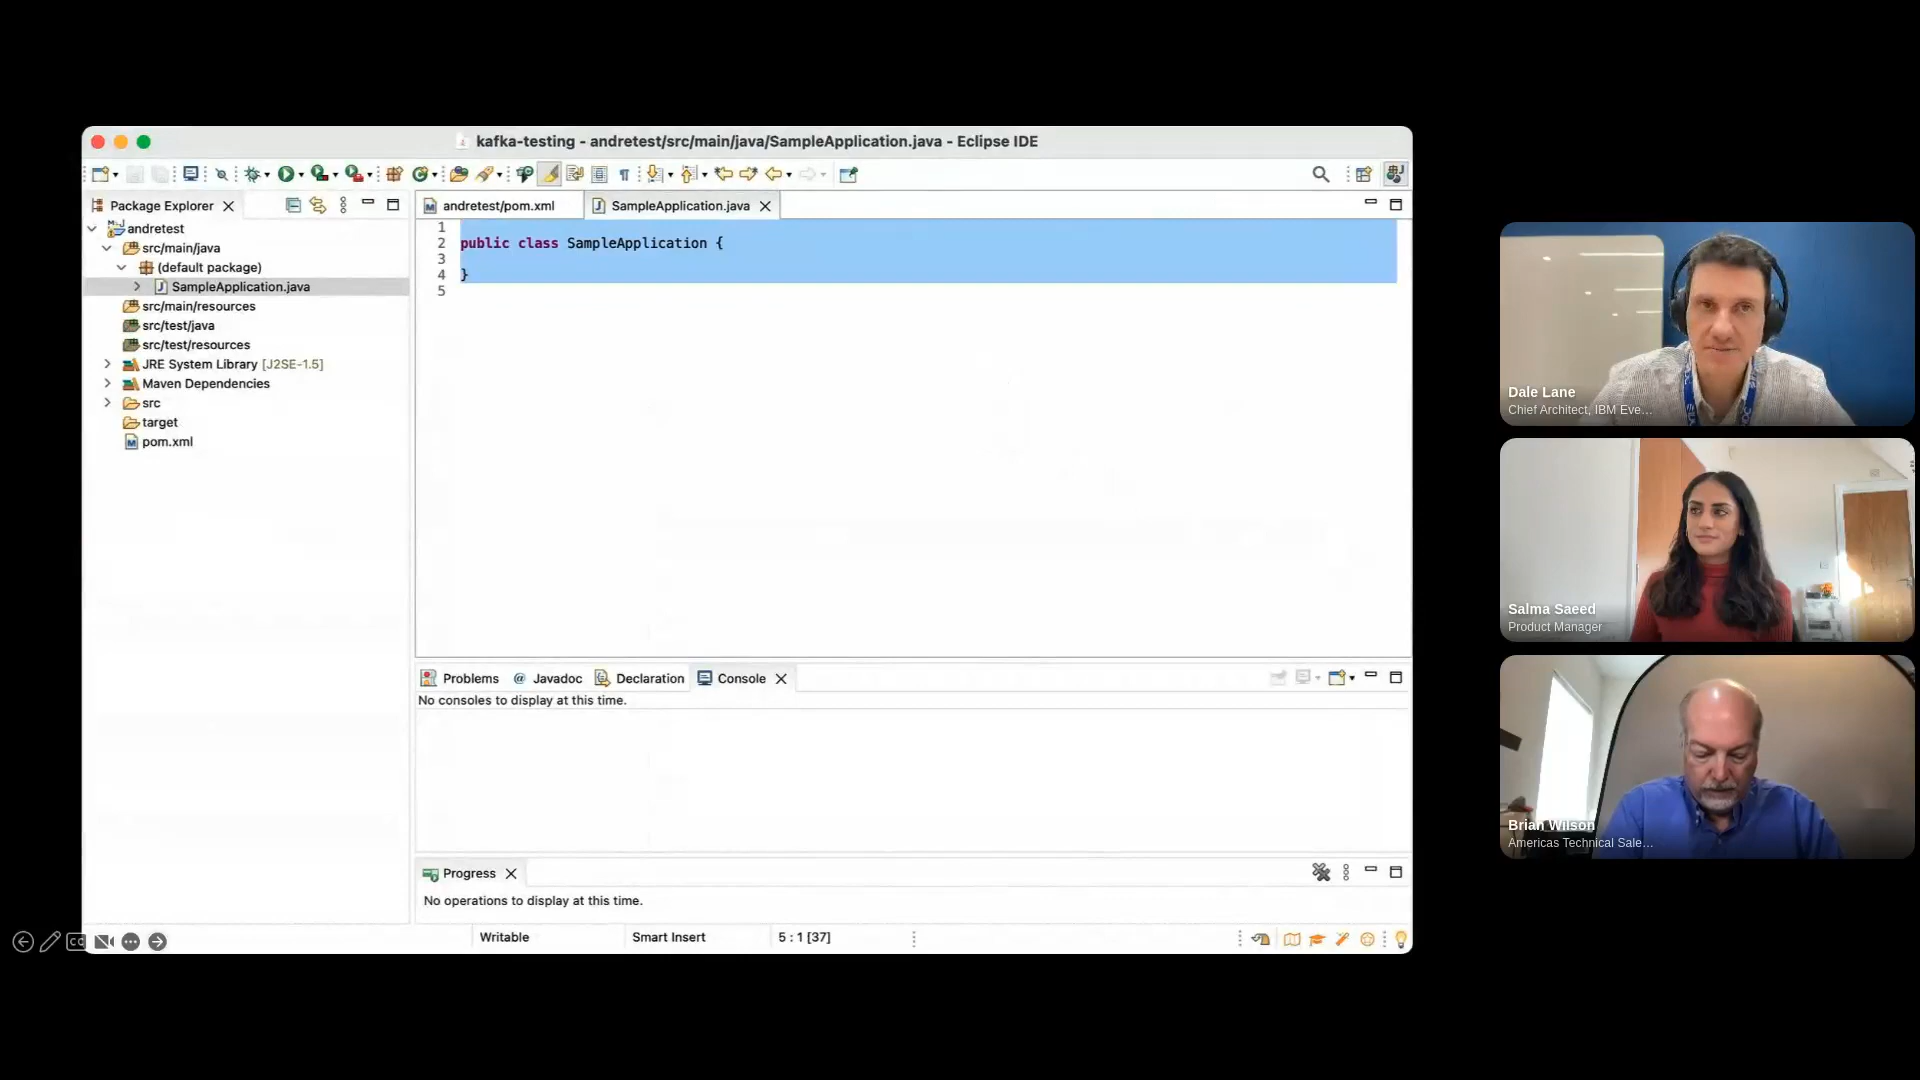 kafka-testing - andretest/src/main/java/SampleApplication.java - Eclipse IDE
Package Explorer
andretest
src/main/java
(default package)
SampleApplication.java
src/main/resources
src/test/java
src/test/resources
JRE System Library [J2SE-1.5]
Maven Dependencies
src
target
pom.xml
andretest/pom.xml
SampleApplication.java
1
2 public class SampleApplication {
3
4 }
5
Problems @ Javadoc Declaration Console
No consoles to display at this time.
Progress
No operations to display at this time.
Writable Smart Insert 5 : 1 [37]
CC
Dale Lane
Chief Architect, IBM Eve...
Salma Saeed
Product Manager
Brian Wilson
Americas Technical Sale...